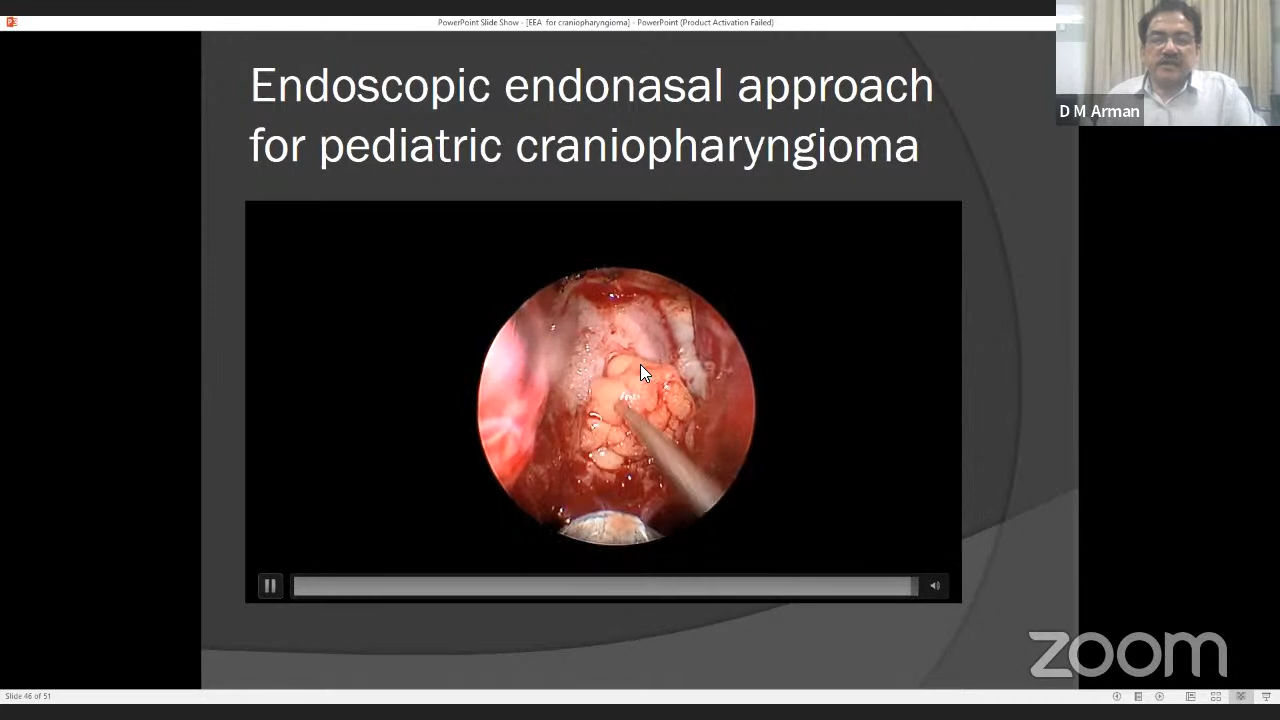 PowerPoint Slide Show - [EEA for craniopharyngioma] - PowerPoint (Product Activation Failed)
Endoscopic endonasal approach
for pediatric craniopharyngioma
D M Arman
zoom
Slide 46 of 51